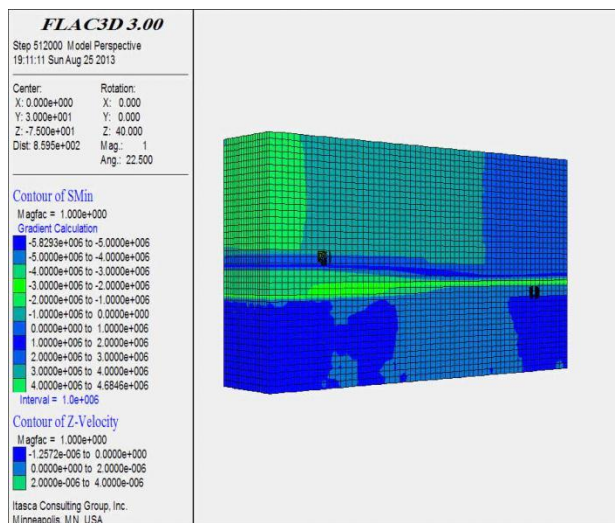 FLAC3D 3.00
Step 512000 Model Perspective
19:11:11 Sun Aug 25 2013
Center:
X: 0.000e+000
Y: 3.000e+001
Z: -7.500e+001
Dist: 8.595e+002
Rotation:
X: 0.000
Y: 0.000
Z: 40.000
Mag.: 1
Ang.: 22.500
Contour of SMin
Magfac = 1.000e+000
Gradient Calculation
-5.8293e+006 to -5.0000e+006
-5.0000e+006 to -4.0000e+006
-4.0000e+006 to -3.0000e+006
-3.0000e+006 to -2.0000e+006
-2.0000e+006 to -1.0000e+006
-1.0000e+006 to 0.0000e+000
0.0000e+000 to 1.0000e+006
1.0000e+006 to 2.0000e+006
2.0000e+006 to 3.0000e+006
3.0000e+006 to 4.0000e+006
4.0000e+006 to 4.6846e+006
Interval = 1.0e+006
Contour of Z-Velocity
Magfac = 1.000e+000
-1.2572e-006 to 0.0000e+000
0.0000e+000 to 2.0000e-006
2.0000e-006 to 4.0000e-006
Itasca Consulting Group, Inc.
Minneapolis, MN USA